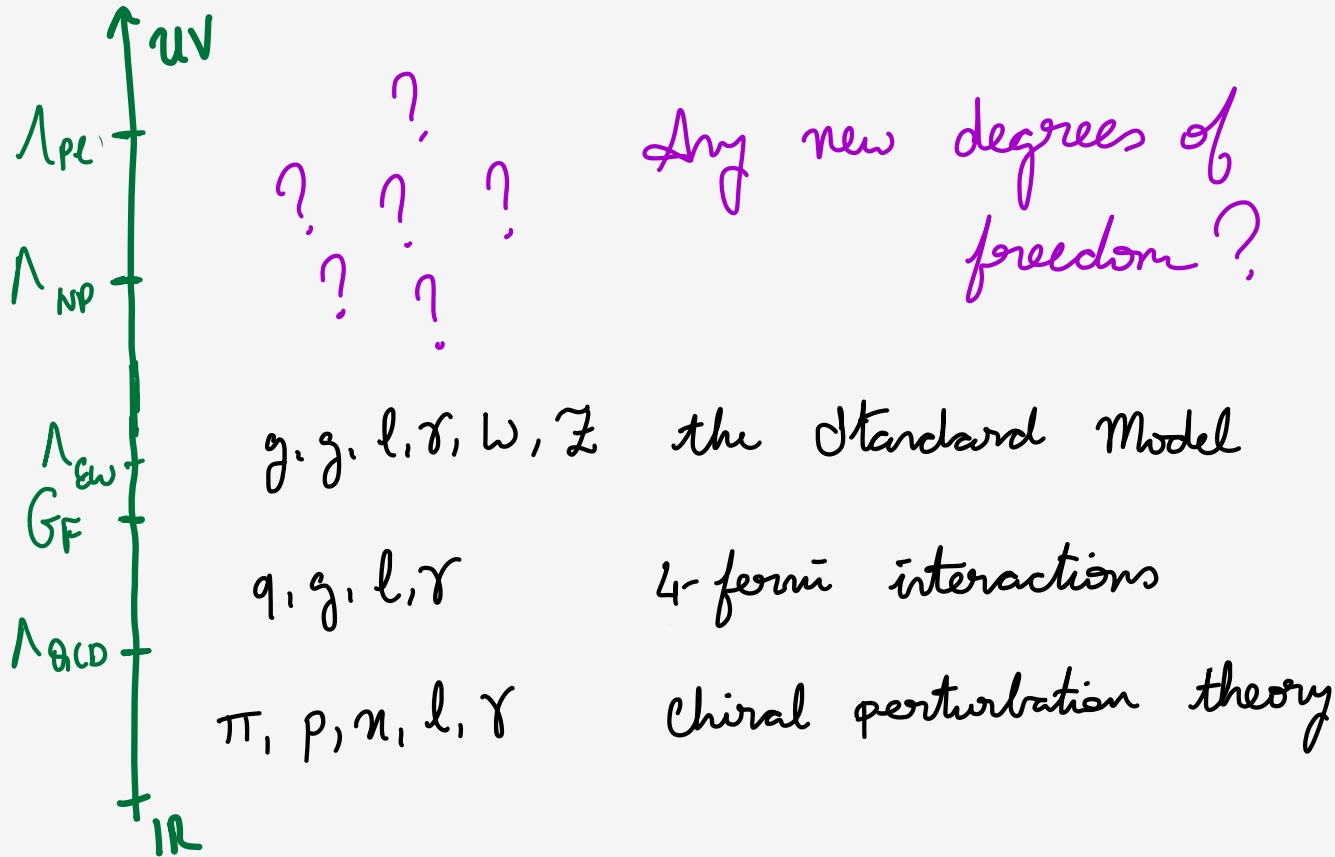 UV
Λ_Pl
? ? ? ? ? ?
Any new degrees of
freedom?
Λ_NP
Λ_EW
g, g, l, γ, W, Z the Standard Model
G_F
q, g, l, γ 4-fermi interactions
Λ_QCD
π, p, n, l, γ Chiral perturbation theory
IR